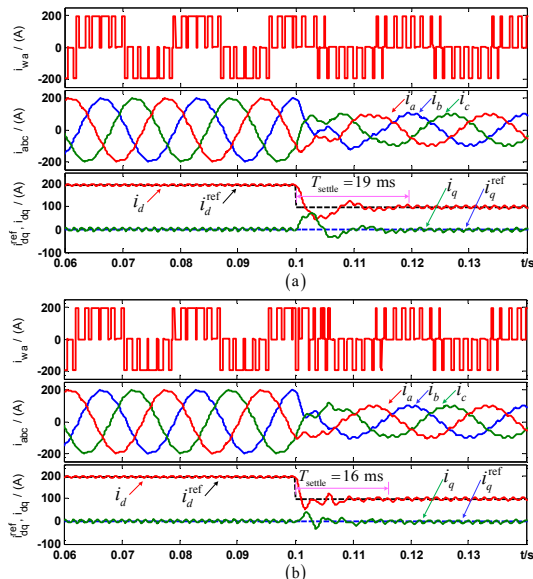 i_wa / (A)
200
0
200
i_abc / (A)
200
0
-200
i_a i_b i_c
i_dq^ref, i_dq / (A)
200
100
0
-100
T_settle = 19 ms
i_d i_d^ref i_q i_q^ref
0.06 0.07 0.08 0.09 0.1 0.11 0.12 0.13 t/s
(a)
i_wa / (A)
200
0
-200
i_abc / (A)
200
0
-200
i_a i_b i_c
i_dq^ref, i_dq / (A)
200
100
0
-100
T_settle = 16 ms
i_d i_d^ref i_q i_q^ref
0.06 0.07 0.08 0.09 0.1 0.11 0.12 0.13 t/s
(b)